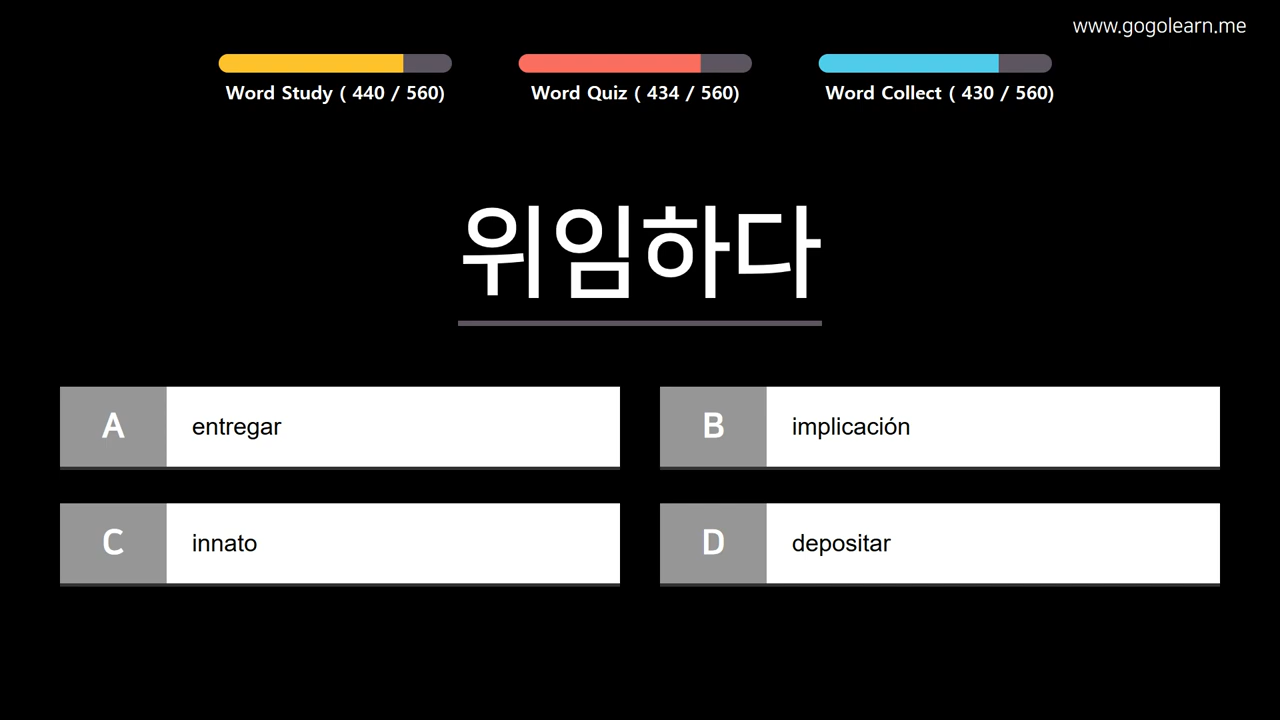 www.gogolearn.me
Word Study ( 440 / 560)
Word Quiz ( 434 / 560)
Word Collect ( 430 / 560)
위임하다
A entregar
B implicación
C innato
D depositar